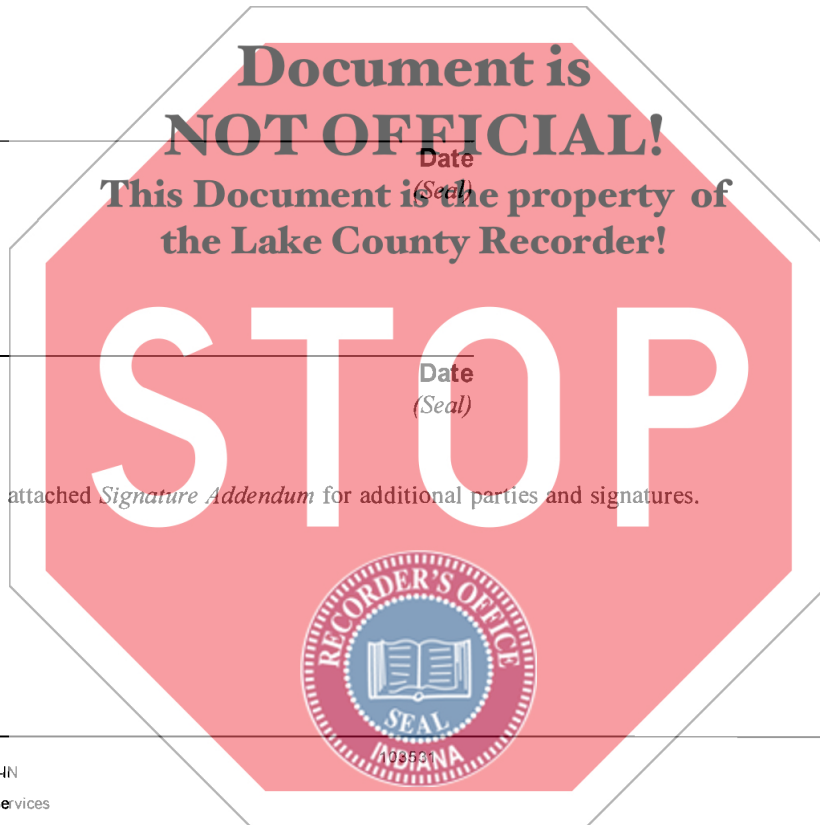 Document is
NOT OFFICIAL!
Date
This Document is the property of
(Seal)
the Lake County Recorder!
STOP
Date
(Seal)
attached Signature Addendum for additional parties and signatures.
RECORDER'S OFFICE
SEAL
INDIANA
103531
-IN
ervices